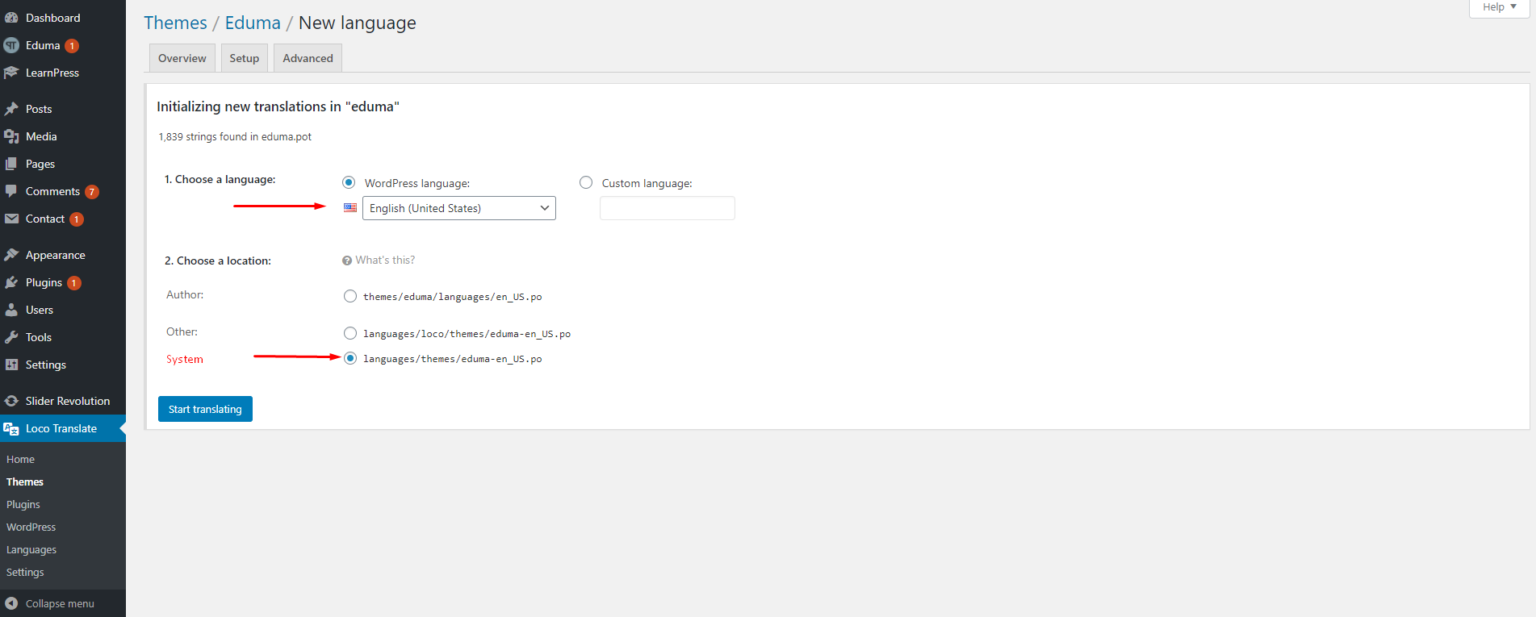 Dashboard
Eduma 1
LearnPress
Posts
Media
Pages
Comments 7
Contact 1
Appearance
Plugins 1
Users
Tools
Settings
Slider Revolution
Loco Translate
Home
Themes
Plugins
WordPress
Languages
Settings
Collapse menu
Help
Themes / Eduma / New language
Overview Setup Advanced
Initializing new translations in "eduma"
1,839 strings found in eduma.pot
1. Choose a language: WordPress language: Custom language:
English (United States)
2. Choose a location: What's this?
Author: themes/eduma/languages/en_US.po
Other: languages/loco/themes/eduma-en_US.po
System languages/themes/eduma-en_US.po
Start translating